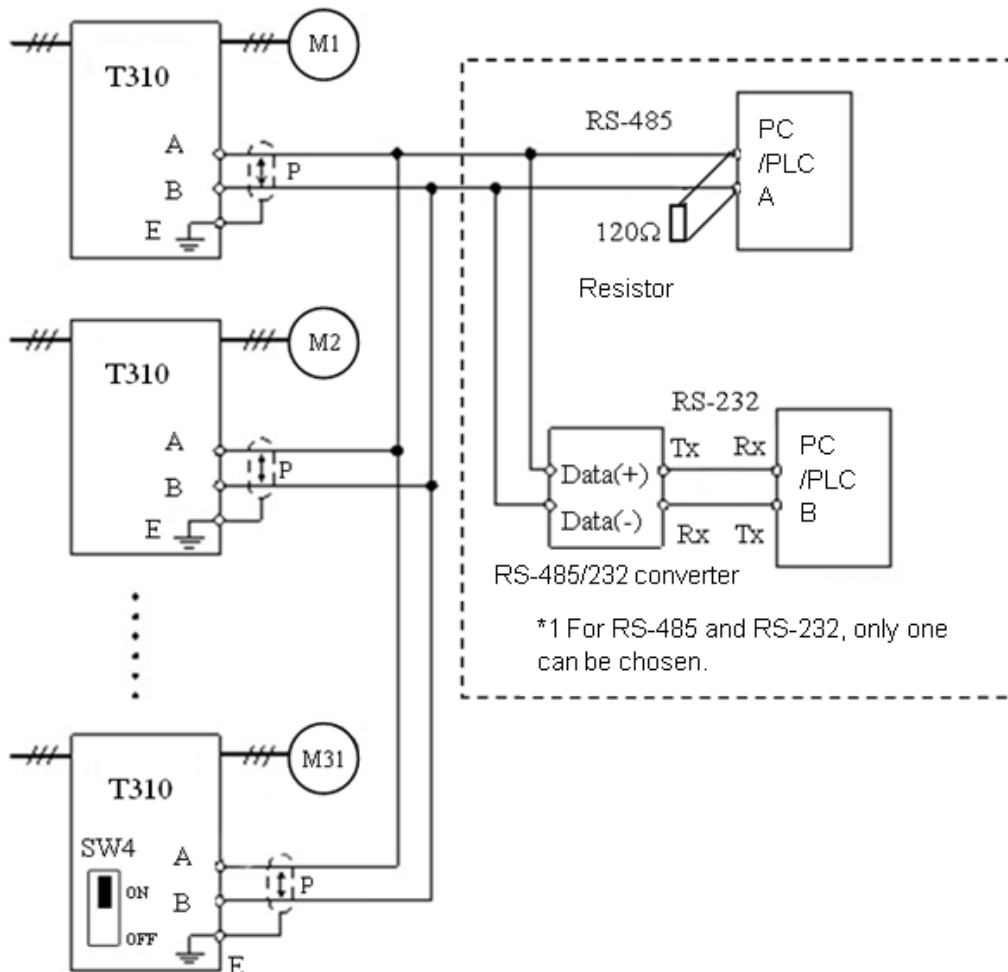 M1
T310
A
B
E
P
RS-485
PC
/PLC
A
120Ω
Resistor
M2
T310
A
B
E
P
RS-232
Tx
Rx
Data(+)
Data(-)
Rx
Tx
PC
/PLC
B
RS-485/232 converter
*1 For RS-485 and RS-232, only one
can be chosen.
M31
T310
SW4
ON
OFF
A
B
E
P